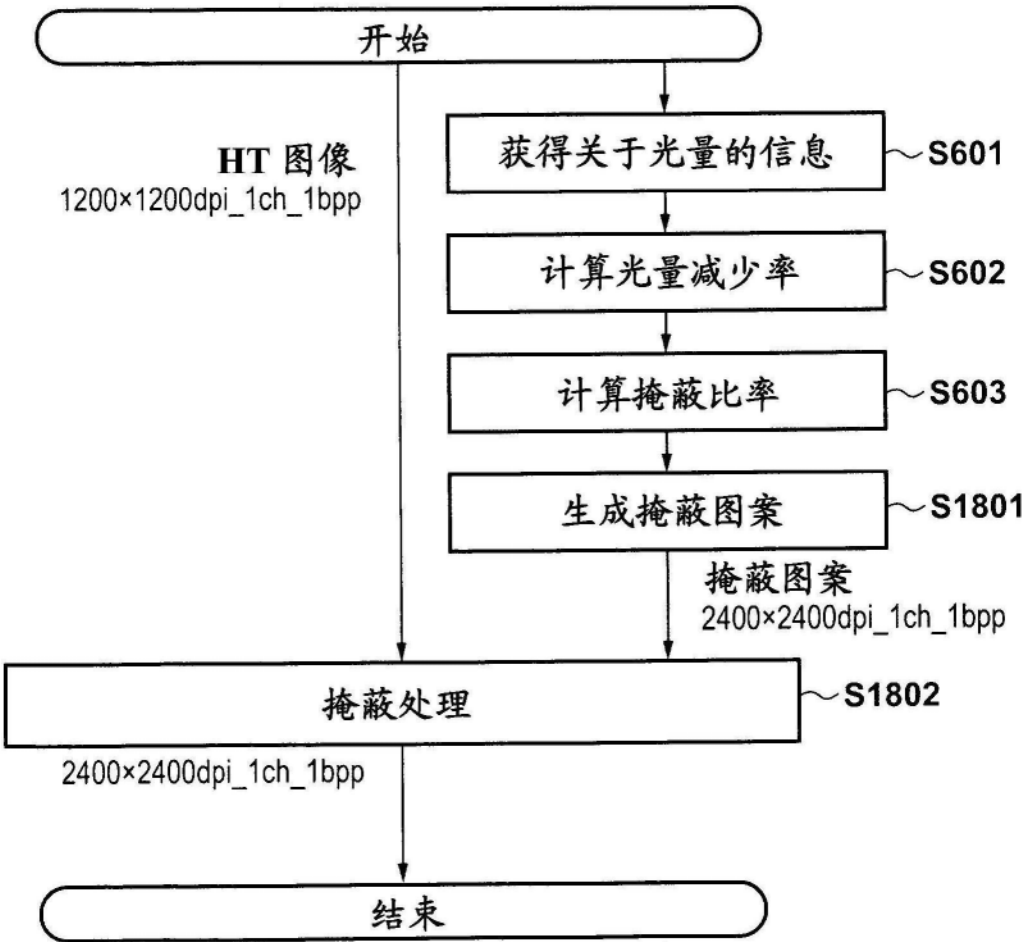 开始
HT 图像
1200×1200dpi_1ch_1bpp
获得关于光量的信息
S601
计算光量减少率
S602
计算掩蔽比率
S603
生成掩蔽图案
S1801
掩蔽图案
2400×2400dpi_1ch_1bpp
掩蔽处理
S1802
2400×2400dpi_1ch_1bpp
结束